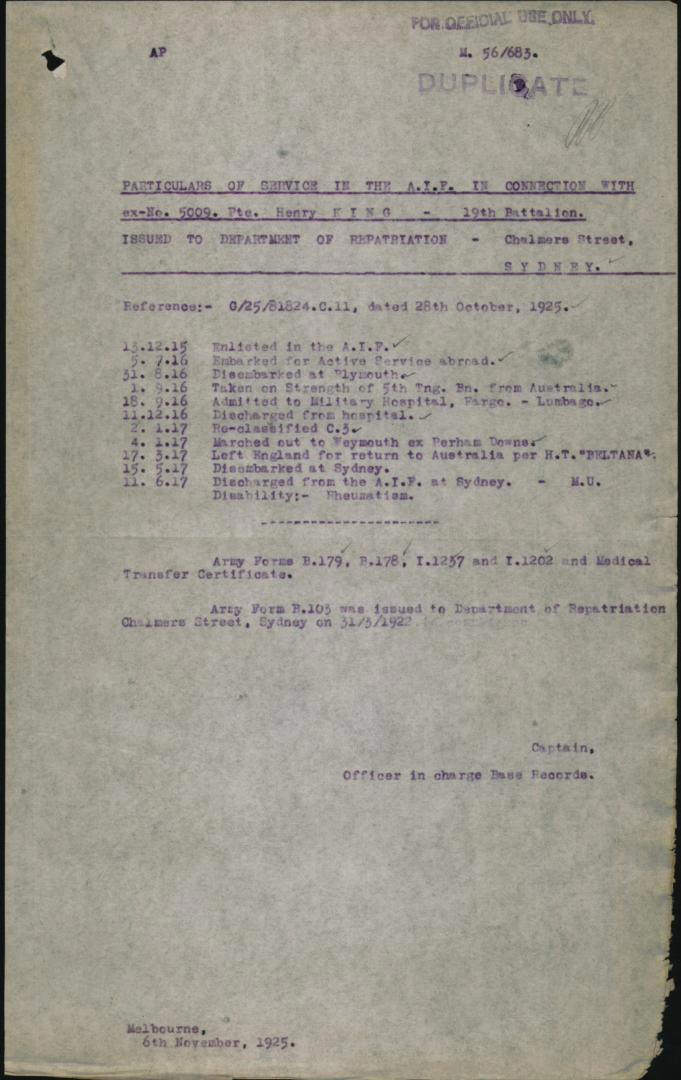 FOR OFFICIAL USE ONLY.
AP M. 56/683.
DUPLICATE
PARTICULARS OF SERVICE IN THE A.I.F. IN CONNECTION WITH
ex-No. 5009. Pte. Henry K I N G - 19th Battalion.
ISSUED TO DEPARTMENT OF REPATRIATION - Chalmers Street,
S Y D N E Y.
Reference:- G/25/81824.C.11, dated 28th October, 1925.
13.12.15 Enlisted in the A.I.F.
5. 7.16 Embarked for Active Service abroad.
31. 8.16 Disembarked at Plymouth.
1. 9.16 Taken on Strength of 5th Tng. Bn. from Australia.
18. 9.16 Admitted to Military Hospital, Fargo. - Lumbago.
11.12.16 Discharged from hospital.
2. 1.17 Re-classified C.3.
4. 1.17 Marched out to Weymouth ex Perham Downs.
17. 3.17 Left England for return to Australia per H.T."BELTANA".
15. 5.17 Disembarked at Sydney.
11. 6.17 Discharged from the A.I.F. at Sydney. - M.U.
Disability:- Rheumatism.
--------------------
Army Forms B.179, B.178, I.1237 and I.1202 and Medical
Transfer Certificate.
Army Form B.103 was issued to Department of Repatriation
Chalmers Street, Sydney on 31/3/1922
Captain,
Officer in charge Base Records.
Melbourne,
6th November, 1925.